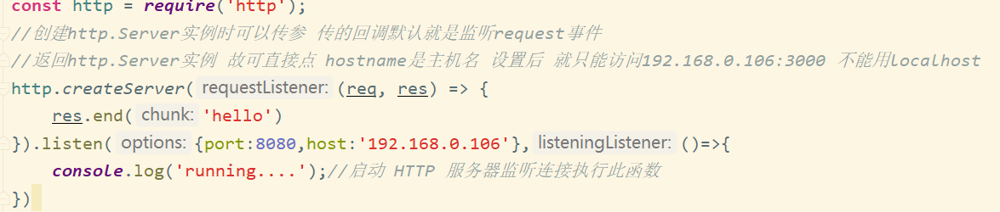 const http = require('http');
//创建http.Server实例时可以传参 传的回调默认就是监听request事件
//返回http.Server实例 故可直接点 hostname是主机名 设置后 就只能访问192.168.0.106:3000 不能用localhost
http.createServer( requestListener: (req, res) => {
    res.end( chunk: 'hello')
}).listen( options: {port:8080,host:'192.168.0.106'}, listeningListener: ()=>{
    console.log('running....');//启动 HTTP 服务器监听连接执行此函数
})